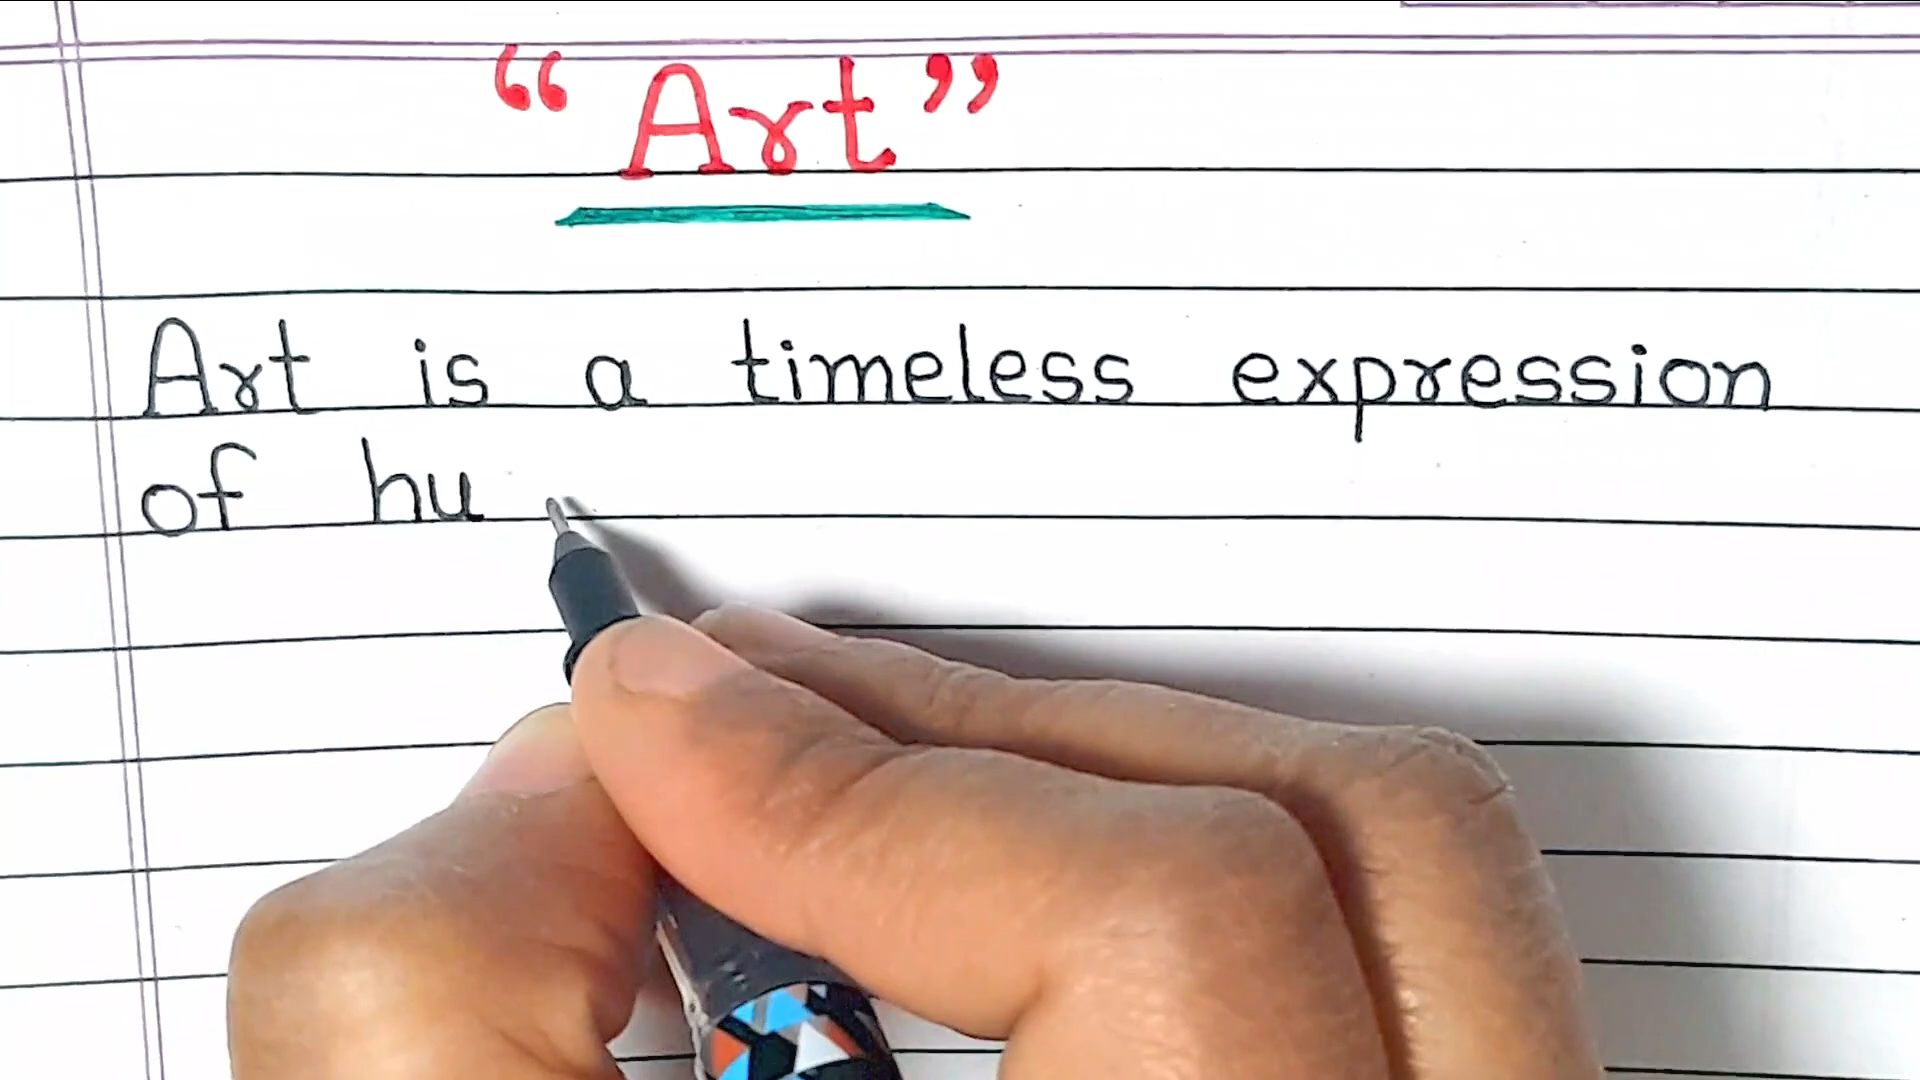 “Art”
Art is a timeless expression
of hu